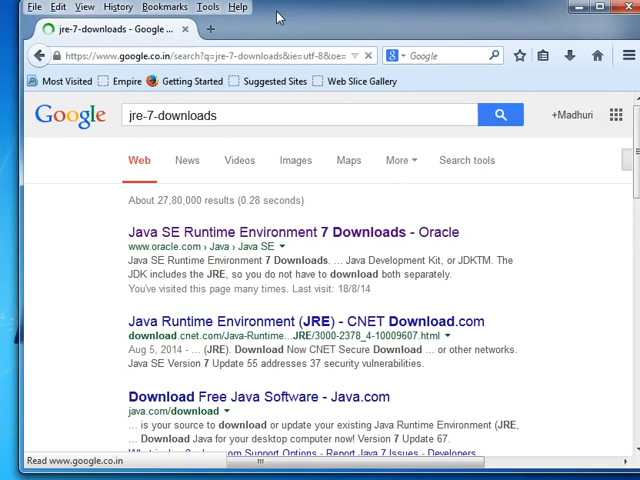 File Edit View History Bookmarks Tools Help
jre-7-downloads - Google ...
https://www.google.co.in/search?q=jre-7-downloads&ie=utf-8&oe=
Google
Most Visited Empire Getting Started Suggested Sites Web Slice Gallery
Google jre-7-downloads +Madhuri
Web News Videos Images Maps More Search tools
About 27,80,000 results (0.28 seconds)
Java SE Runtime Environment 7 Downloads - Oracle
www.oracle.com › Java › Java SE
Java SE Runtime Environment 7 Downloads. ... Java Development Kit, or JDKTM. The
JDK includes the JRE, so you do not have to download both separately.
You've visited this page many times. Last visit: 18/8/14
Java Runtime Environment (JRE) - CNET Download.com
download.cnet.com/Java-Runtime...JRE/3000-2378_4-10009607.html
Aug 5, 2014 - ... (JRE). Download Now CNET Secure Download ... or other networks.
Java SE Version 7 Update 55 addresses 37 security vulnerabilities.
Download Free Java Software - Java.com
java.com/download
... is your source to download or update your existing Java Runtime Environment (JRE,
... Download Java for your desktop computer now! Version 7 Update 67.
Support Options - Report Java 7 Issues - Developers
Read www.google.co.in